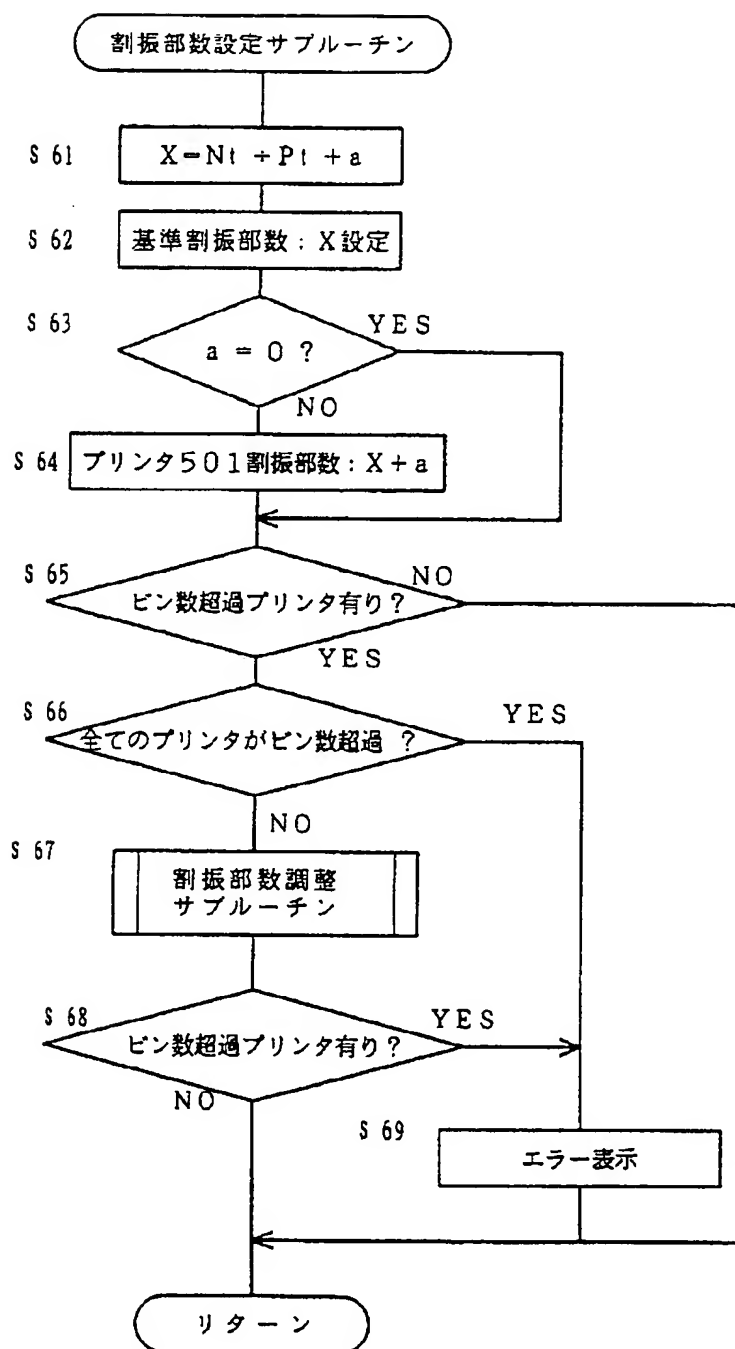 割振部数設定サブルーチン
S 61
X=Nt ÷Pt +a
S 62
基準割振部数：X設定
S 63
a = 0 ?
YES
NO
S 64
プリンタ501割振部数：X+a
S 65
ビン数超過プリンタ有り？
NO
YES
S 66
全てのプリンタがビン数超過 ？
YES
NO
S 67
割振部数調整
サブルーチン
S 68
ビン数超過プリンタ有り？
YES
NO
S 69
エラー表示
リターン